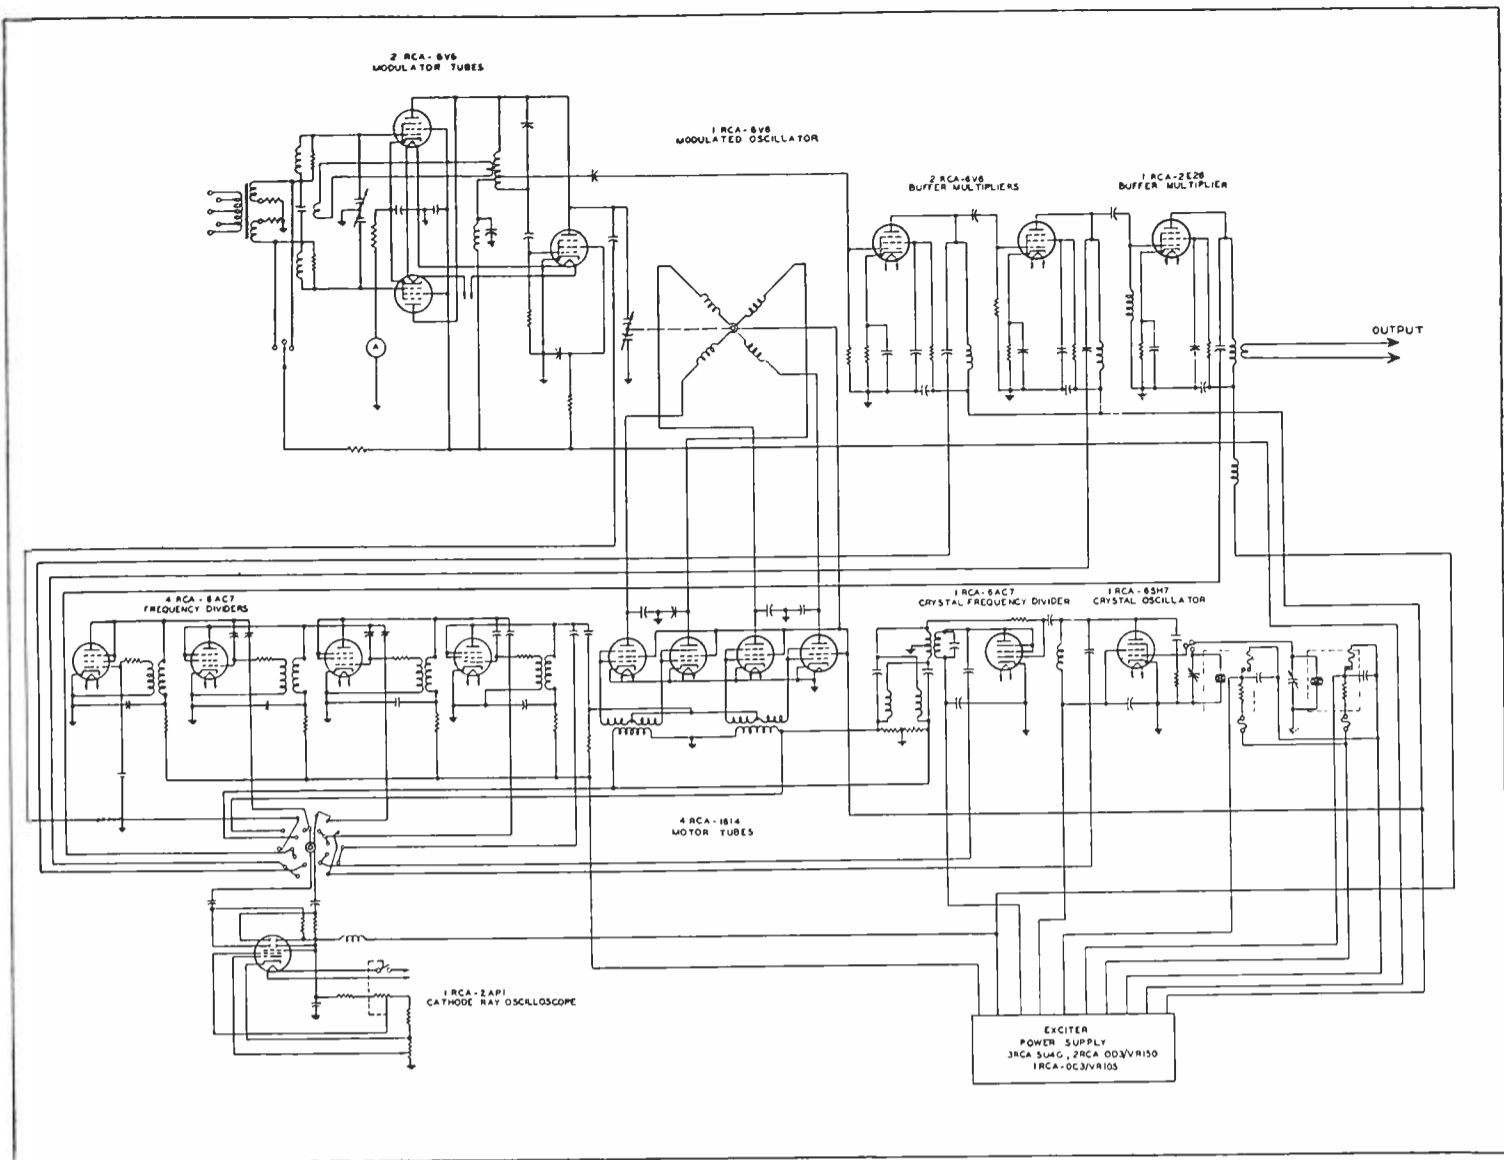 2 RCA-6V6
MODULATOR TUBES
1 RCA-6V6
MODULATED OSCILLATOR
2 RCA-6V6
BUFFER MULTIPLIERS
1 RCA-2E26
BUFFER MULTIPLIER
A
OUTPUT
4 RCA-6AC7
FREQUENCY DIVIDERS
1 RCA-6AC7
CRYSTAL FREQUENCY DIVIDER
1 RCA-6SH7
CRYSTAL OSCILLATOR
4 RCA-1614
MOTOR TUBES
1 RCA-2AP1
CATHODE RAY OSCILLOSCOPE
EXCITER
POWER SUPPLY
3RCA 5U4G, 2RCA OD3/VR150
1RCA-OC3/VR105